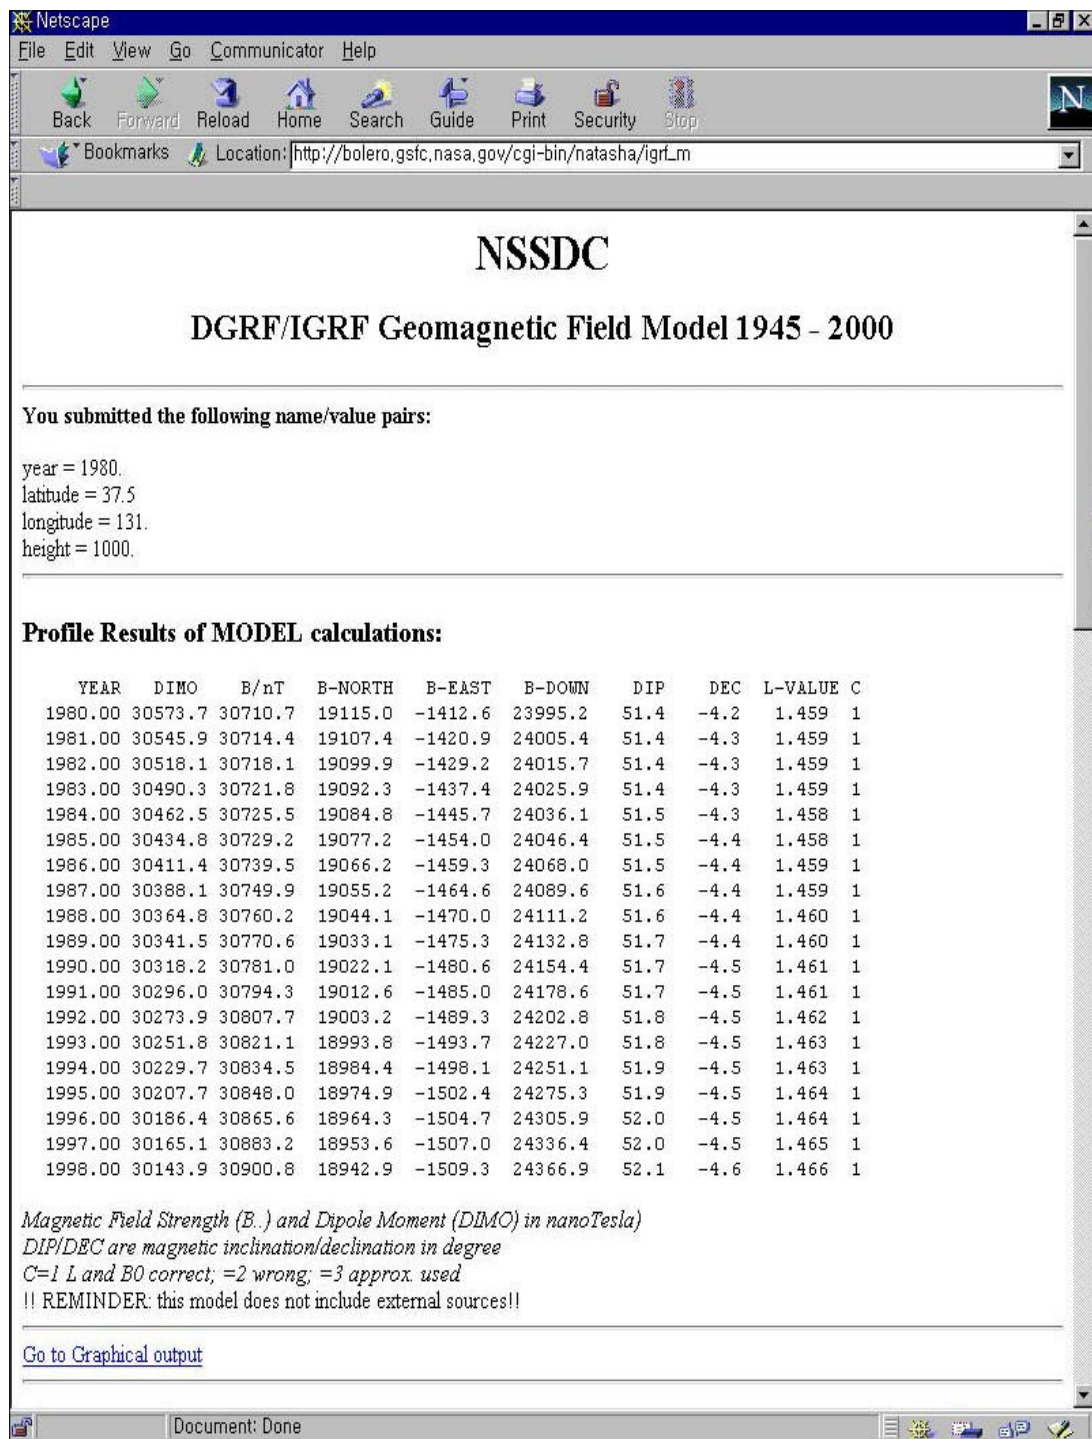 Netscape
File Edit View Go Communicator Help
Back Forward Reload Home Search Guide Print Security Stop
N
Bookmarks Location: http://bolero.gsfc.nasa.gov/cgi-bin/natasha/igrf_m
NSSDC
DGRF/IGRF Geomagnetic Field Model 1945 - 2000
You submitted the following name/value pairs:
year = 1980.
latitude = 37.5
longitude = 131.
height = 1000.
Profile Results of MODEL calculations:
YEAR DIMO B/nT B-NORTH B-EAST B-DOWN DIP DEC L-VALUE C
1980.00 30573.7 30710.7 19115.0 -1412.6 23995.2 51.4 -4.2 1.459 1
1981.00 30545.9 30714.4 19107.4 -1420.9 24005.4 51.4 -4.3 1.459 1
1982.00 30518.1 30718.1 19099.9 -1429.2 24015.7 51.4 -4.3 1.459 1
1983.00 30490.3 30721.8 19092.3 -1437.4 24025.9 51.4 -4.3 1.459 1
1984.00 30462.5 30725.5 19084.8 -1445.7 24036.1 51.5 -4.3 1.458 1
1985.00 30434.8 30729.2 19077.2 -1454.0 24046.4 51.5 -4.4 1.458 1
1986.00 30411.4 30739.5 19066.2 -1459.3 24068.0 51.5 -4.4 1.459 1
1987.00 30388.1 30749.9 19055.2 -1464.6 24089.6 51.6 -4.4 1.459 1
1988.00 30364.8 30760.2 19044.1 -1470.0 24111.2 51.6 -4.4 1.460 1
1989.00 30341.5 30770.6 19033.1 -1475.3 24132.8 51.7 -4.4 1.460 1
1990.00 30318.2 30781.0 19022.1 -1480.6 24154.4 51.7 -4.5 1.461 1
1991.00 30296.0 30794.3 19012.6 -1485.0 24178.6 51.7 -4.5 1.461 1
1992.00 30273.9 30807.7 19003.2 -1489.3 24202.8 51.8 -4.5 1.462 1
1993.00 30251.8 30821.1 18993.8 -1493.7 24227.0 51.8 -4.5 1.463 1
1994.00 30229.7 30834.5 18984.4 -1498.1 24251.1 51.9 -4.5 1.463 1
1995.00 30207.7 30848.0 18974.9 -1502.4 24275.3 51.9 -4.5 1.464 1
1996.00 30186.4 30865.6 18964.3 -1504.7 24305.9 52.0 -4.5 1.464 1
1997.00 30165.1 30883.2 18953.6 -1507.0 24336.4 52.0 -4.5 1.465 1
1998.00 30143.9 30900.8 18942.9 -1509.3 24366.9 52.1 -4.6 1.466 1
Magnetic Field Strength (B..) and Dipole Moment (DIMO) in nanoTesla)
DIP/DEC are magnetic inclination/declination in degree
C=1 L and B0 correct; =2 wrong; =3 approx. used
!! REMINDER: this model does not include external sources!!
Go to Graphical output
Document: Done